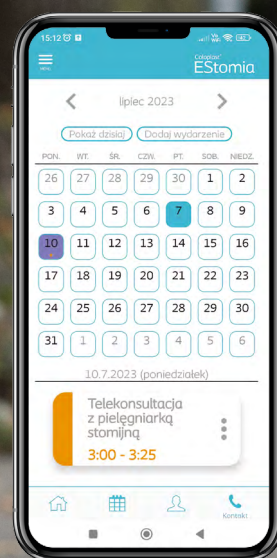 15:12
Menu
Coloplast®
EStomia
lipiec 2023
Pokaż dzisiaj Dodaj wydarzenie
PON. WT. ŚR. CZW. PT. SOB. NIEDZ.
26 27 28 29 30 1 2
3 4 5 6 7 8 9
10 11 12 13 14 15 16
17 18 19 20 21 22 23
24 25 26 27 28 29 30
31 1 2 3 4 5 6
10.7.2023 (poniedziałek)
Telekonsultacja
z pielęgniarką
stomijną
3:00 - 3:25
Kontakt